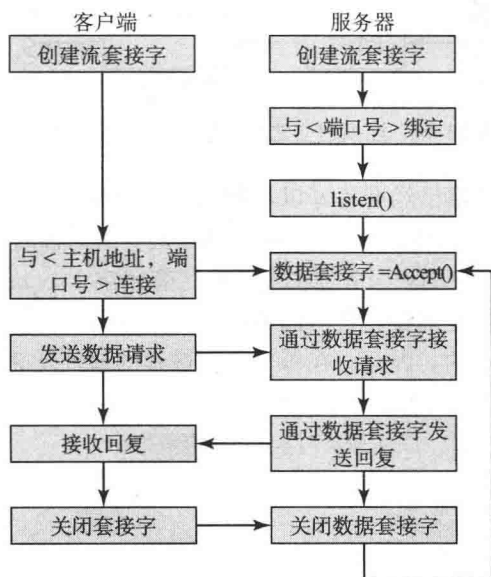 客户端
服务器
创建流套接字
创建流套接字
与<端口号>绑定
listen()
与<主机地址，端
口号>连接
数据套接字=Accept()
发送数据请求
通过数据套接字接
收请求
接收回复
通过数据套接字发
送回复
关闭套接字
关闭数据套接字